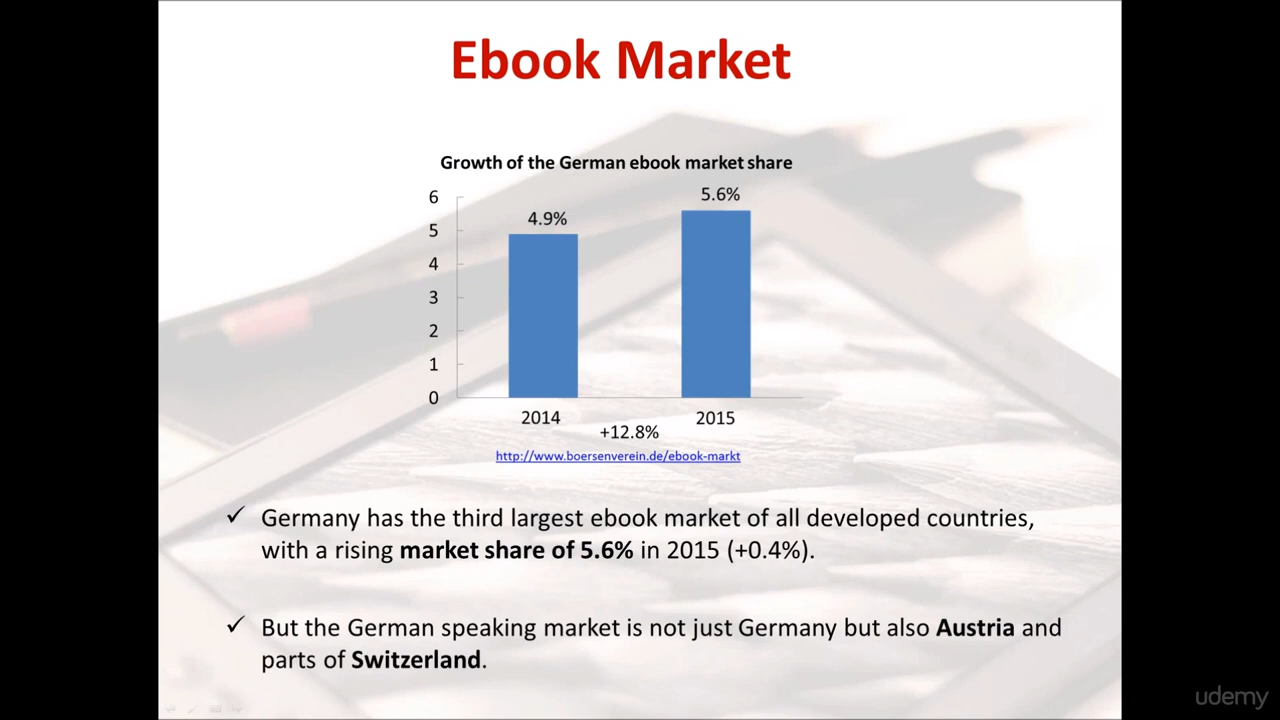 Ebook Market
Growth of the German ebook market share
6
5
4
3
2
1
0
4.9%
5.6%
2014
2015
+12.8%
http://www.boersenverein.de/ebook-markt
✓ Germany has the third largest ebook market of all developed countries,
with a rising market share of 5.6% in 2015 (+0.4%).
✓ But the German speaking market is not just Germany but also Austria and
parts of Switzerland.
udemy